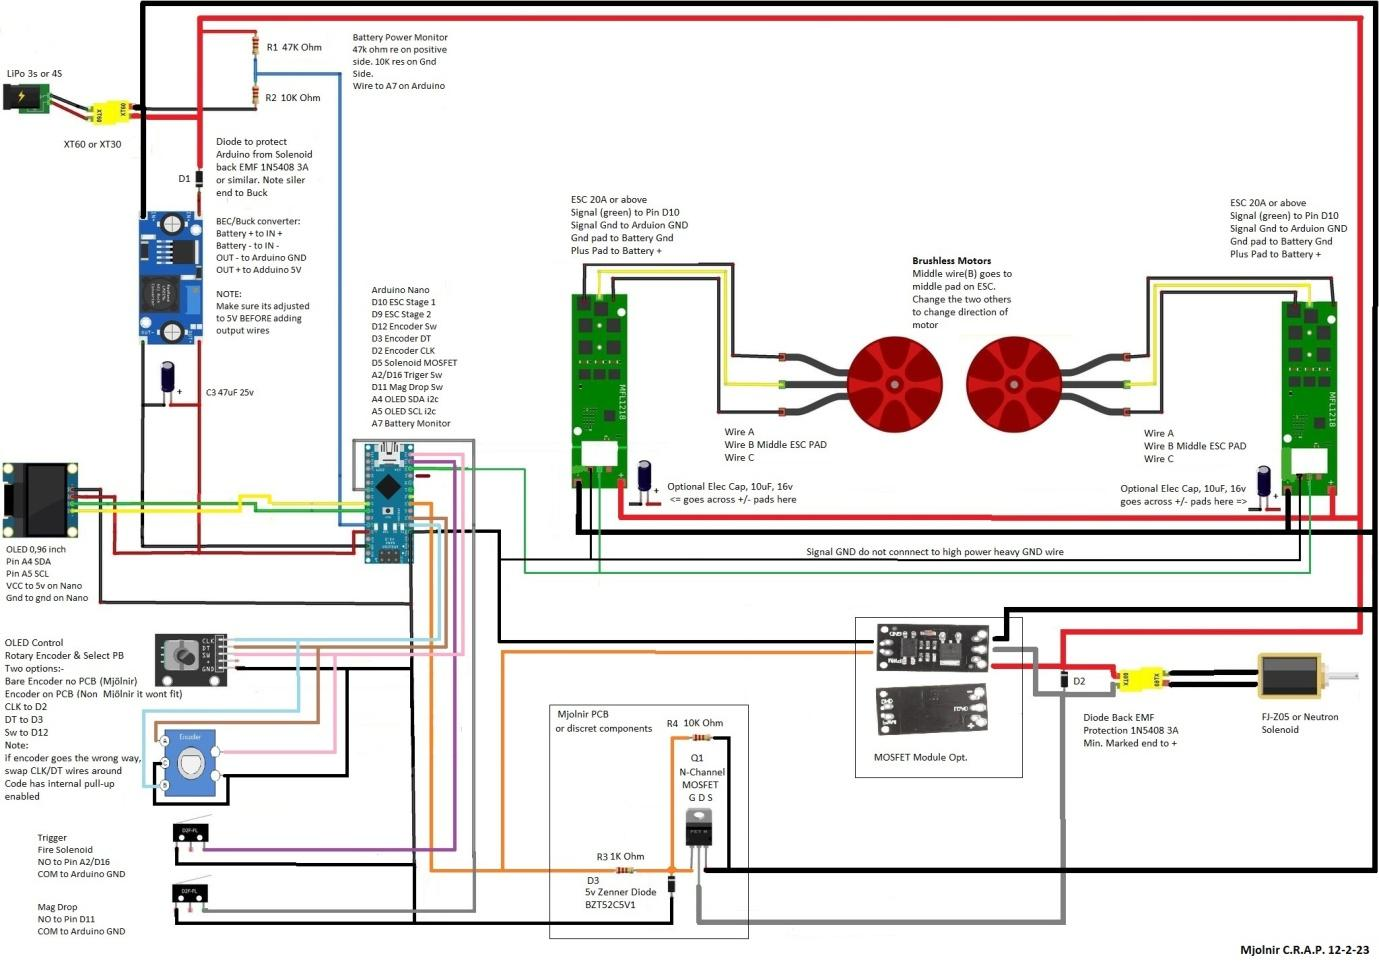 LiPo 3s or 4S
XT60
XT60
XT60 or XT30
R1 47K Ohm
R2 10K Ohm
Battery Power Monitor
47k ohm re on positive
side. 10K res on Gnd
Side.
Wire to A7 on Arduino
Diode to protect
Arduino from Solenoid
back EMF 1N5408 3A
or similar. Note siler
end to Buck
D1
BEC/Buck converter:
Battery + to IN +
Battery - to IN -
OUT - to Arduino GND
OUT + to Adduino 5V
NOTE:
Make sure its adjusted
to 5V BEFORE adding
output wires
C3 47uF 25v
+
Arduino Nano
D10 ESC Stage 1
D9 ESC Stage 2
D12 Encoder Sw
D3 Encoder DT
D2 Encoder CLK
D5 Solenoid MOSFET
A2/D16 Triger Sw
D11 Mag Drop Sw
A4 OLED SDA i2c
A5 OLED SCL i2c
A7 Battery Monitor
ESC 20A or above
Signal (green) to Pin D10
Signal Gnd to Arduion GND
Gnd pad to Battery Gnd
Plus Pad to Battery +
MFL1218
Brushless Motors
Middle wire(B) goes to
middle pad on ESC.
Change the two others
to change direction of
motor
ESC 20A or above
Signal (green) to Pin D10
Signal Gnd to Arduion GND
Gnd pad to Battery Gnd
Plus Pad to Battery +
MFL1218
Wire A
Wire B Middle ESC PAD
Wire C
Wire A
Wire B Middle ESC PAD
Wire C
+
Optional Elec Cap, 10uF, 16v
<= goes across +/- pads here
Optional Elec Cap, 10uF, 16v
goes across +/- pads here =>
+
Signal GND do not connnect to high power heavy GND wire
OLED 0,96 inch
Pin A4 SDA
Pin A5 SCL
VCC to 5v on Nano
Gnd to gnd on Nano
OLED Control
Rotary Encoder & Select PB
Two options:-
Bare Encoder no PCB (Mjölnir)
Encoder on PCB (Non Miölnir it wont fit)
CLK to D2
DT to D3
Sw to D12
Note:
if encoder goes the wrong way,
swap CLK/DT wires around
Code has internal pull-up
enabled
CLK
DT
SW
+
GND
Encoder
A
C
B
D2F-FL
Trigger
Fire Solenoid
NO to Pin A2/D16
COM to Arduino GND
D2F-FL
Mag Drop
NO to Pin D11
COM to Arduino GND
Mjolnir PCB
or discret components
R4 10K Ohm
Q1
N-Channel
MOSFET
G D S
FET N
R3 1K Ohm
D3
5v Zenner Diode
BZT52C5V1
MOSFET Module Opt.
D2
XT60
XT60
Diode Back EMF
Protection 1N5408 3A
Min. Marked end to +
FJ-Z05 or Neutron
Solenoid
Mjolnir C.R.A.P. 12-2-23